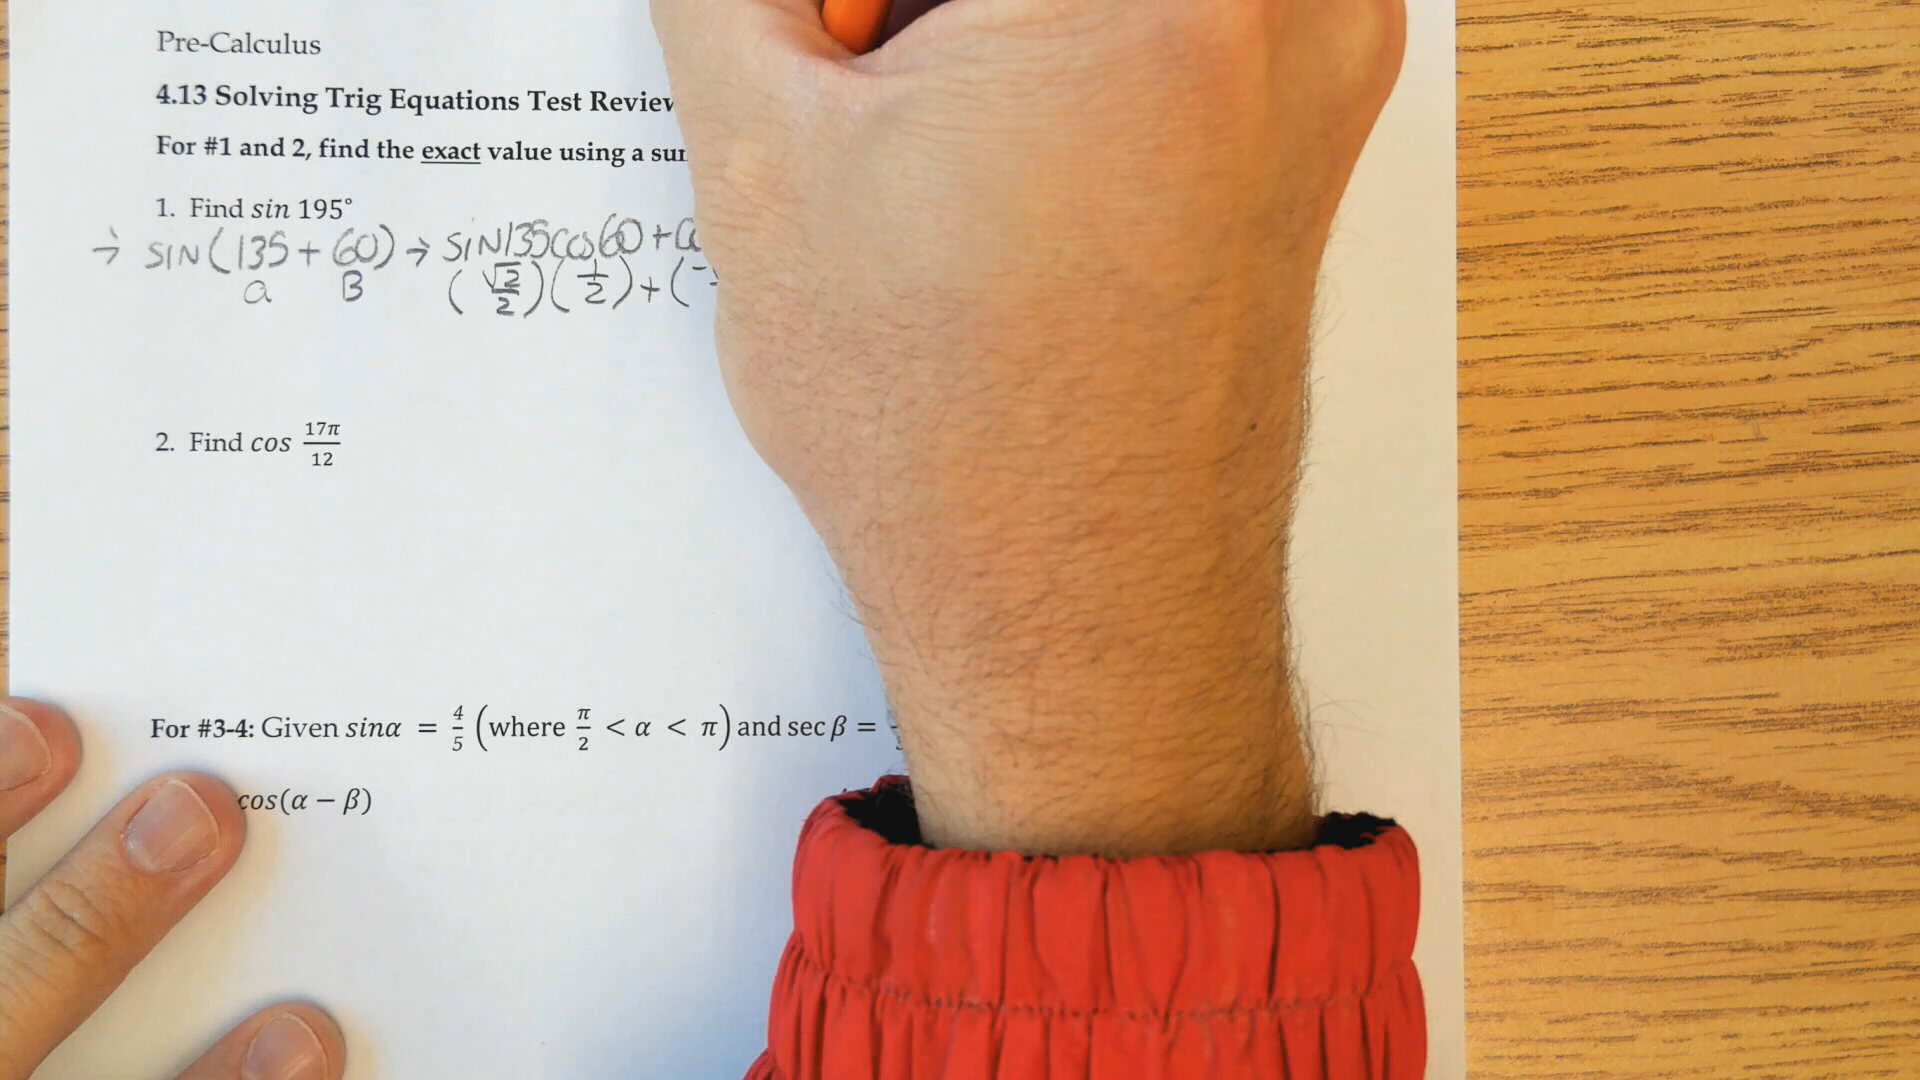 Pre-Calculus
4.13 Solving Trig Equations Test Review
For #1 and 2, find the exact value using a
1. Find sin 195°
→ SIN(135 + 60) → SIN135COS60 +
a B (√2/2)(1/2) + (-
2. Find cos 17π/12
For #3-4: Given sinα = 4/5 (where π/2 < α < π) and sec β =
cos(α − β)